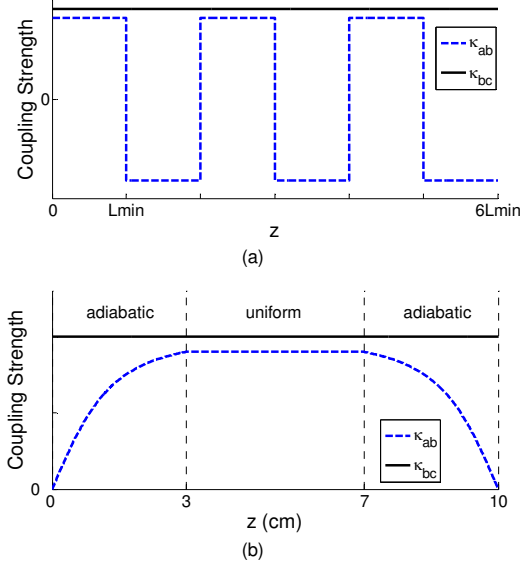 Coupling Strength
0
κab
κbc
0 Lmin 6Lmin
z
(a)
adiabatic uniform adiabatic
Coupling Strength
κab
κbc
0
0 3 7 10
z (cm)
(b)